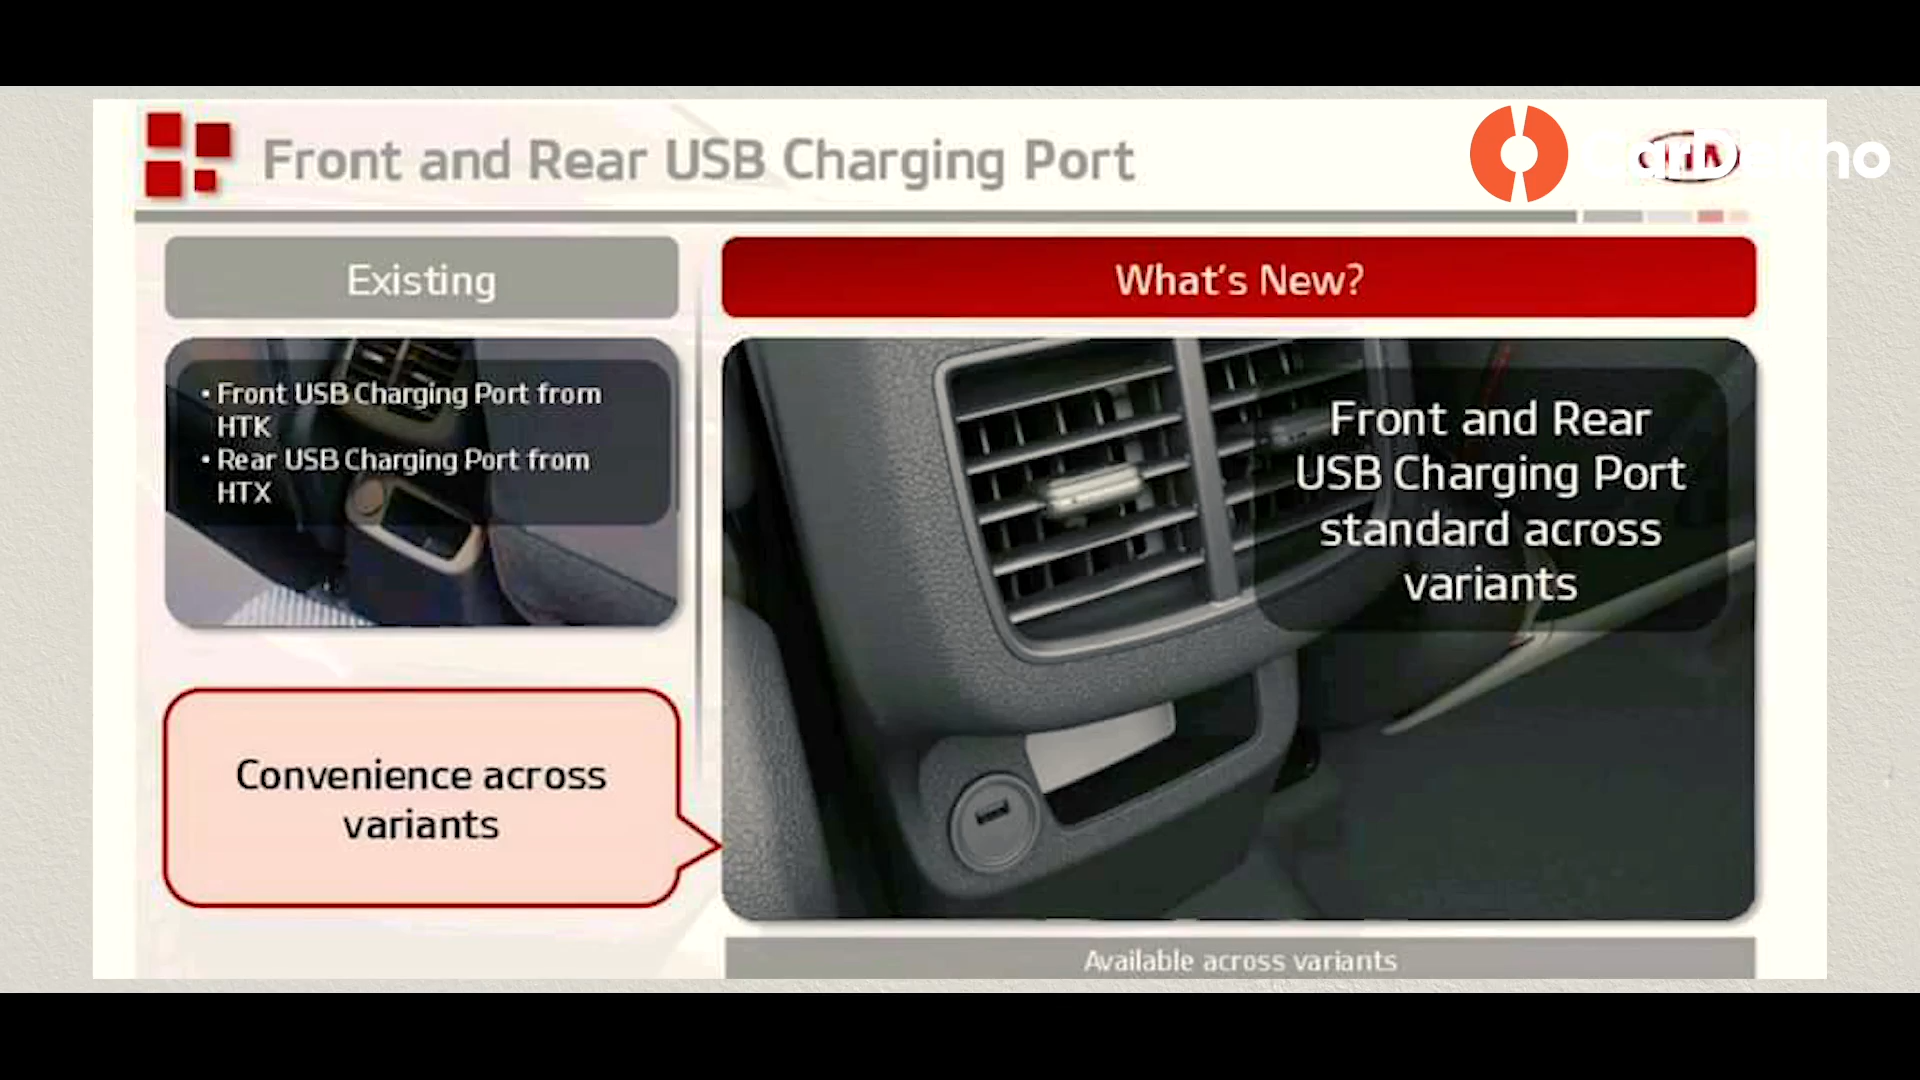 Front and Rear USB Charging Port
CarDekho
Existing
What's New?
• Front USB Charging Port from
HTK
• Rear USB Charging Port from
HTX
Front and Rear
USB Charging Port
standard across
variants
Convenience across
variants
Available across variants